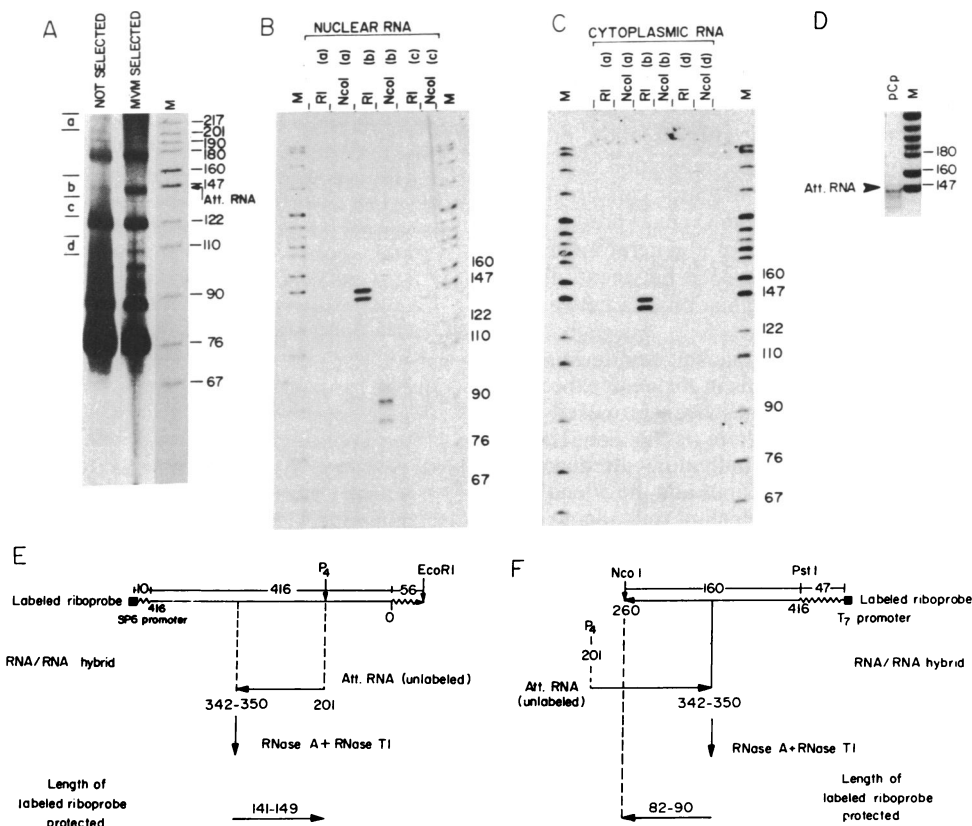 A
NOT SELECTED
MVM SELECTED
M
a
b
c
d
217
201
190
180
160
147
Att. RNA
122
110
90
76
67
B
NUCLEAR RNA
(a) (b) (c)
M RI NcoI (a) RI NcoI (b) RI NcoI (c) M
160
147
122
110
90
76
67
C
CYTOPLASMIC RNA
(a) (b) (d)
M RI NcoI (a) RI NcoI (b) RI NcoI (d) M
160
147
122
110
90
76
67
D
pCp
M
180
160
147
Att. RNA
E
P4
EcoRI
10 416 56
Labeled riboprobe
416
SP6 promoter
0
RNA/RNA hybrid
Att. RNA
(unlabeled)
342-350
201
RNase A + RNase T1
Length of
labeled riboprobe
protected
141-149
F
Nco I
Pst I
160 47
Labeled riboprobe
260
416
T7
promoter
P4
201
RNA/RNA hybrid
Att. RNA
(unlabeled)
342-350
RNase A+RNase T1
Length of
labeled riboprobe
protected
82-90